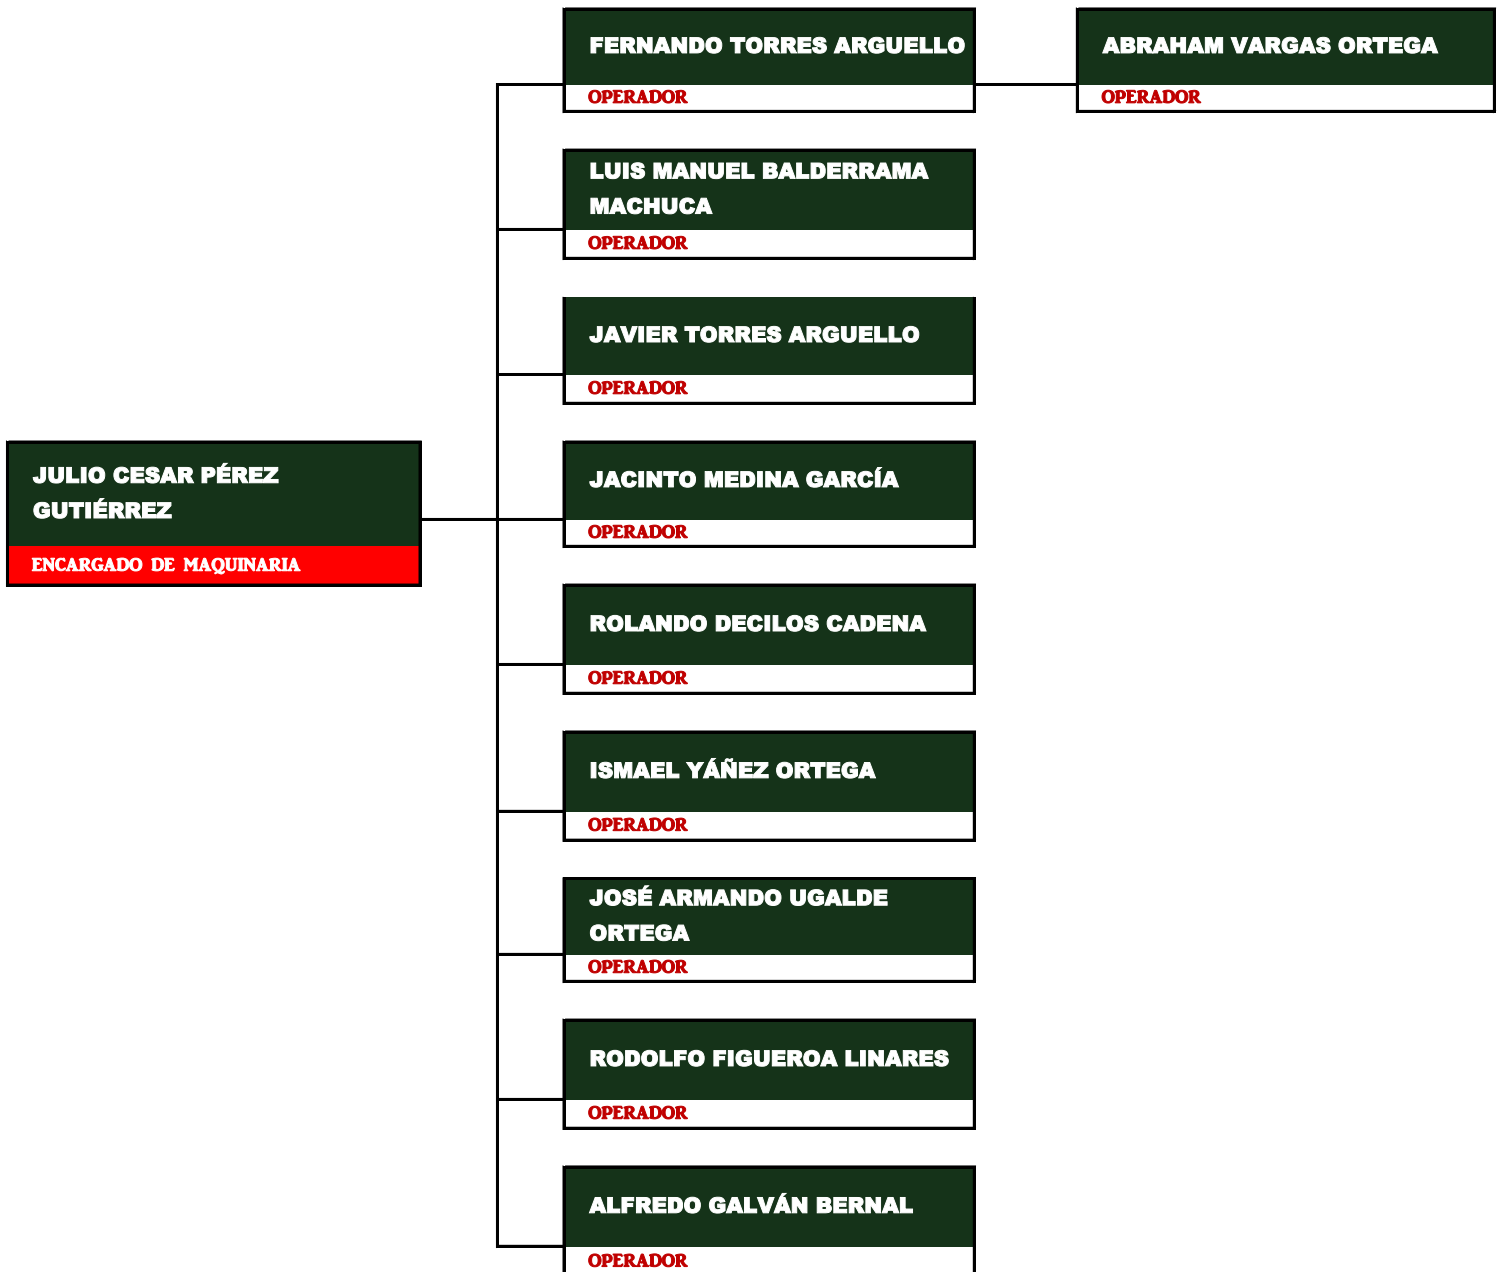 FERNANDO TORRES ARGUELLO
OPERADOR
ABRAHAM VARGAS ORTEGA
OPERADOR
LUIS MANUEL BALDERRAMA
MACHUCA
OPERADOR
JAVIER TORRES ARGUELLO
OPERADOR
JULIO CESAR PÉREZ
GUTIÉRREZ
ENCARGADO DE MAQUINARIA
JACINTO MEDINA GARCÍA
OPERADOR
ROLANDO DECILOS CADENA
OPERADOR
ISMAEL YÁÑEZ ORTEGA
OPERADOR
JOSÉ ARMANDO UGALDE
ORTEGA
OPERADOR
RODOLFO FIGUEROA LINARES
OPERADOR
ALFREDO GALVÁN BERNAL
OPERADOR